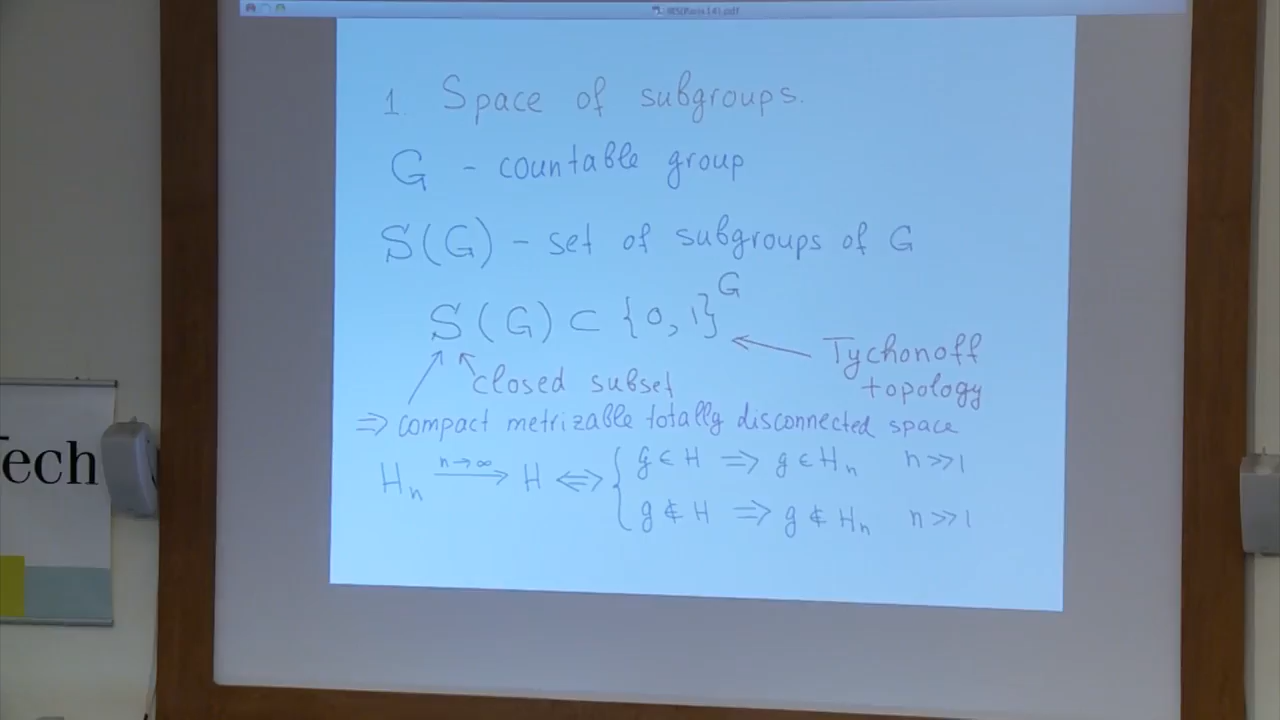 1. Space of subgroups.
G - countable group
S(G) - set of subgroups of G
S(G) ⊂ {0,1}^G
Tychonoff topology
closed subset
⇒ compact metrizable totally disconnected space
H_n \xrightarrow{n→∞} H ⇔ { g ∈ H ⇒ g ∈ H_n n≫1
g ∉ H ⇒ g ∉ H_n n≫1
Tech